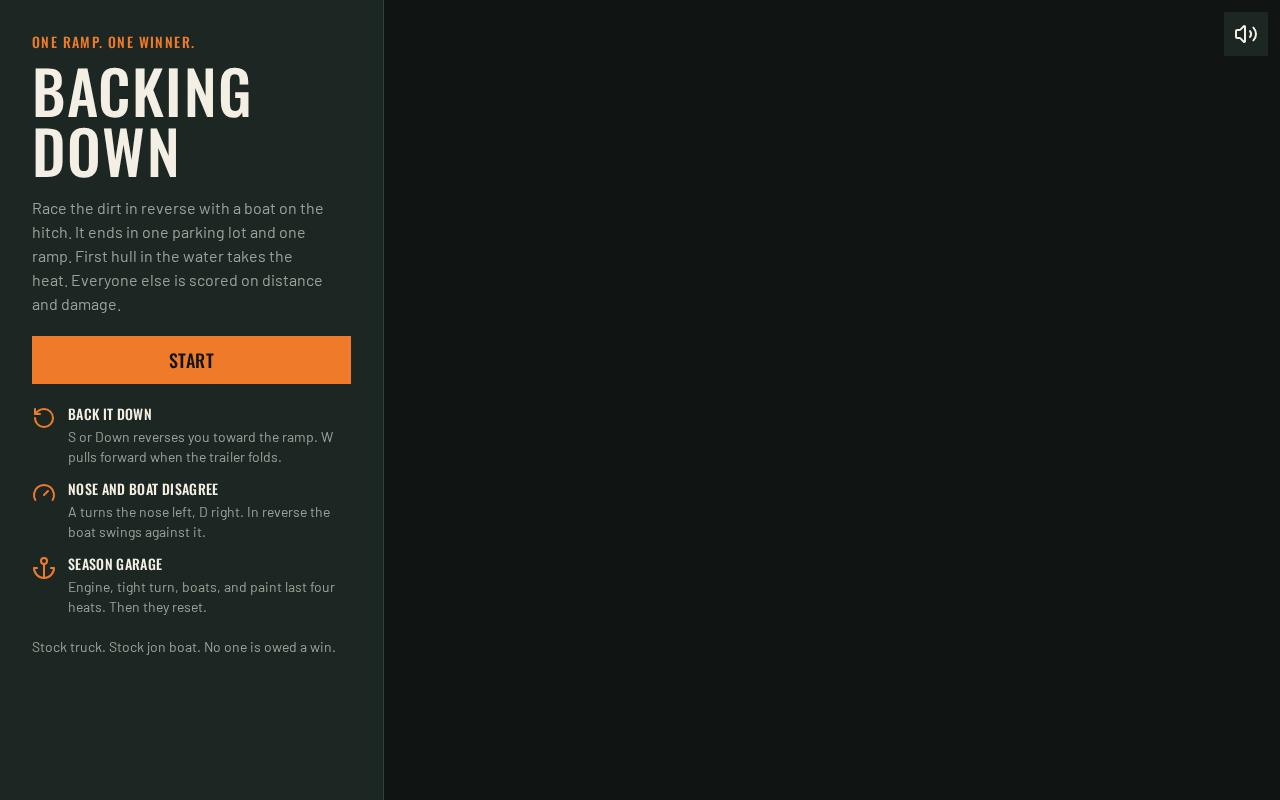 ONE RAMP. ONE WINNER.
BACKING
DOWN
Race the dirt in reverse with a boat on the
hitch. It ends in one parking lot and one
ramp. First hull in the water takes the
heat. Everyone else is scored on distance
and damage.
START
BACK IT DOWN
S or Down reverses you toward the ramp. W
pulls forward when the trailer folds.
NOSE AND BOAT DISAGREE
A turns the nose left, D right. In reverse the
boat swings against it.
SEASON GARAGE
Engine, tight turn, boats, and paint last four
heats. Then they reset.
Stock truck. Stock jon boat. No one is owed a win.